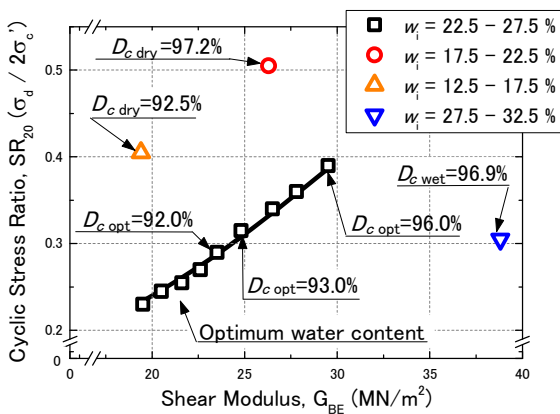 Cyclic Stress Ratio, SR20 (σd / 2σc')
0.5
0.4
0.3
0.2
0
20
25
30
35
40
Shear Modulus, GBE (MN/m²)
wi = 22.5 - 27.5%
wi = 17.5 - 22.5%
wi = 12.5 - 17.5%
wi = 27.5 - 32.5%
Dc dry=97.2%
Dc dry=92.5%
Dc wet=96.9%
Dc opt=92.0%
Dc opt=96.0%
Dc opt=93.0%
Optimum water content